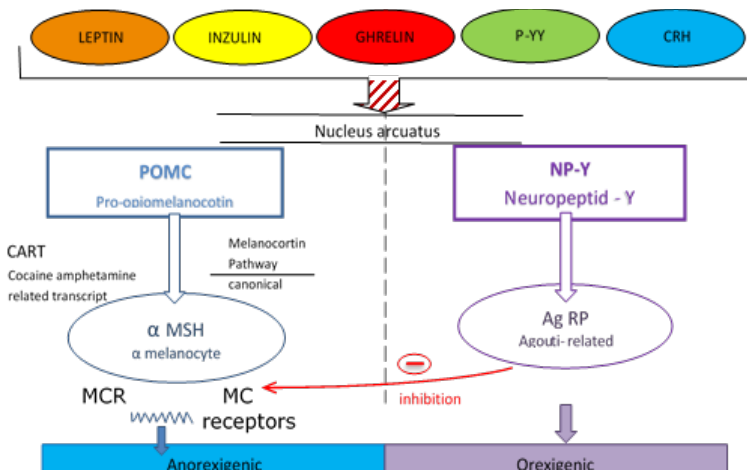 LEPTIN
INZULIN
GHRELIN
P-YY
CRH
Nucleus arcuatus
POMC
Pro-opiomelanocotin
NP-Y
Neuropeptid - Y
CART
Cocaine amphetamine
related transcript
Melanocortin
Pathway
canonical
α MSH
α melanocyte
Ag RP
Agouti-related
inhibition
MCR
MC
receptors
Anorexigenic
Orexigenic